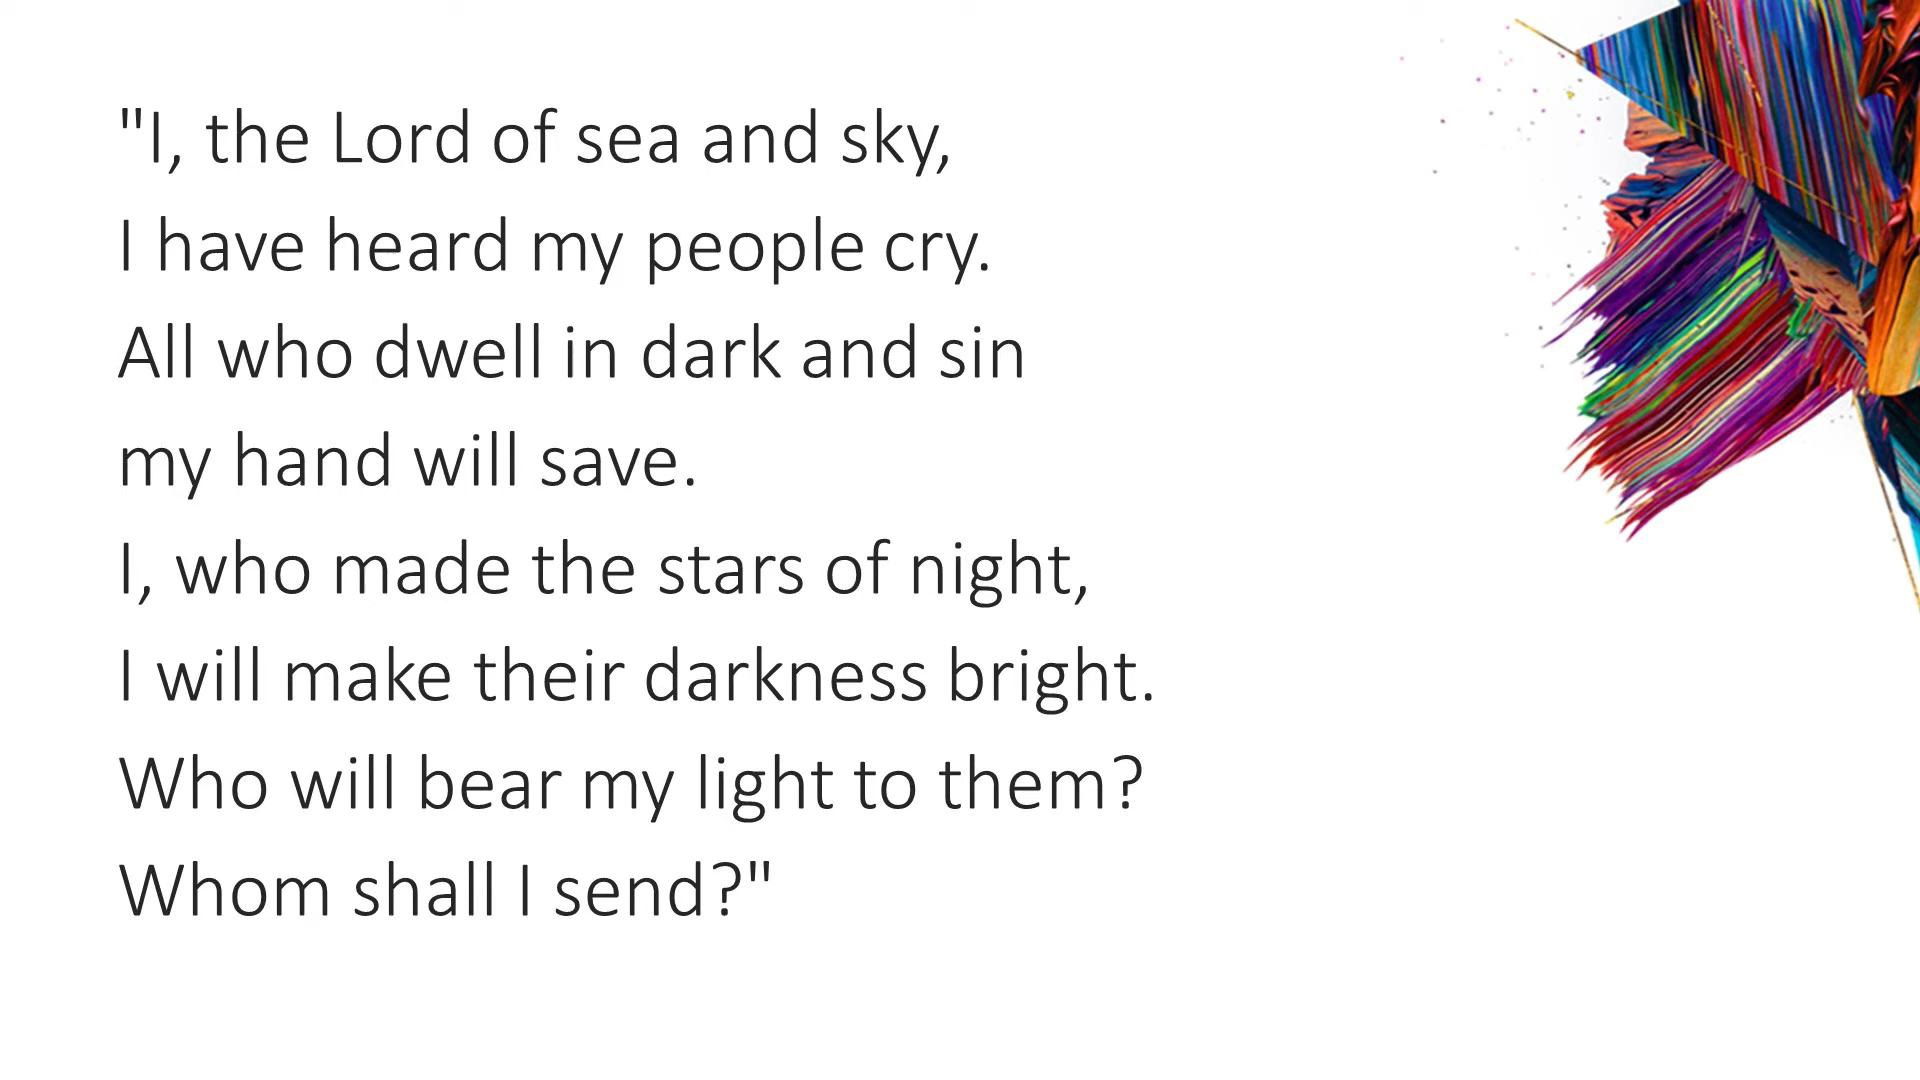 "I, the Lord of sea and sky,
I have heard my people cry.
All who dwell in dark and sin
my hand will save.
I, who made the stars of night,
I will make their darkness bright.
Who will bear my light to them?
Whom shall I send?"